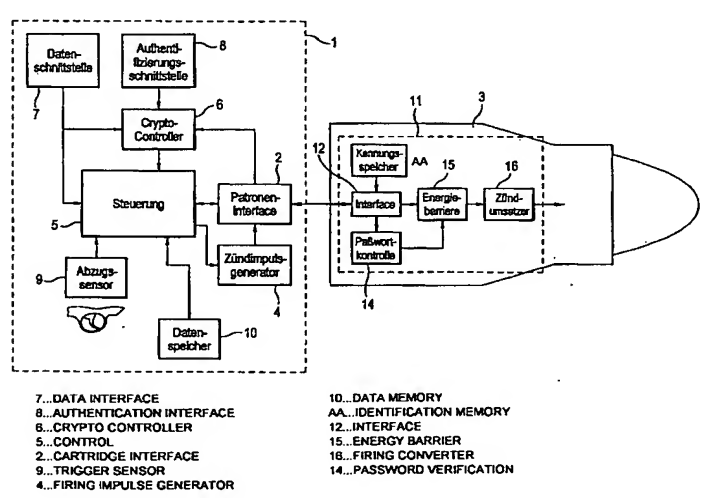 Daten-
schnittstelle
7
Authenti-
fizierungs-
schnittstelle
8
1
Crypto-
Controller
6
Steuerung
5
2
Patronen-
interface
Zündimpuls-
generator
4
Abzugs-
sensor
9
Daten-
speicher
10
3
11
12
Kennungs-
speicher
AA
15
16
Interface
Energie-
barriere
Zünd-
umsetzer
Paßwort-
kontrolle
14
7...DATA INTERFACE
8...AUTHENTICATION INTERFACE
6...CRYPTO CONTROLLER
5...CONTROL
2...CARTRIDGE INTERFACE
9...TRIGGER SENSOR
4...FIRING IMPULSE GENERATOR
10...DATA MEMORY
AA...IDENTIFICATION MEMORY
12...INTERFACE
15...ENERGY BARRIER
16...FIRING CONVERTER
14...PASSWORD VERIFICATION